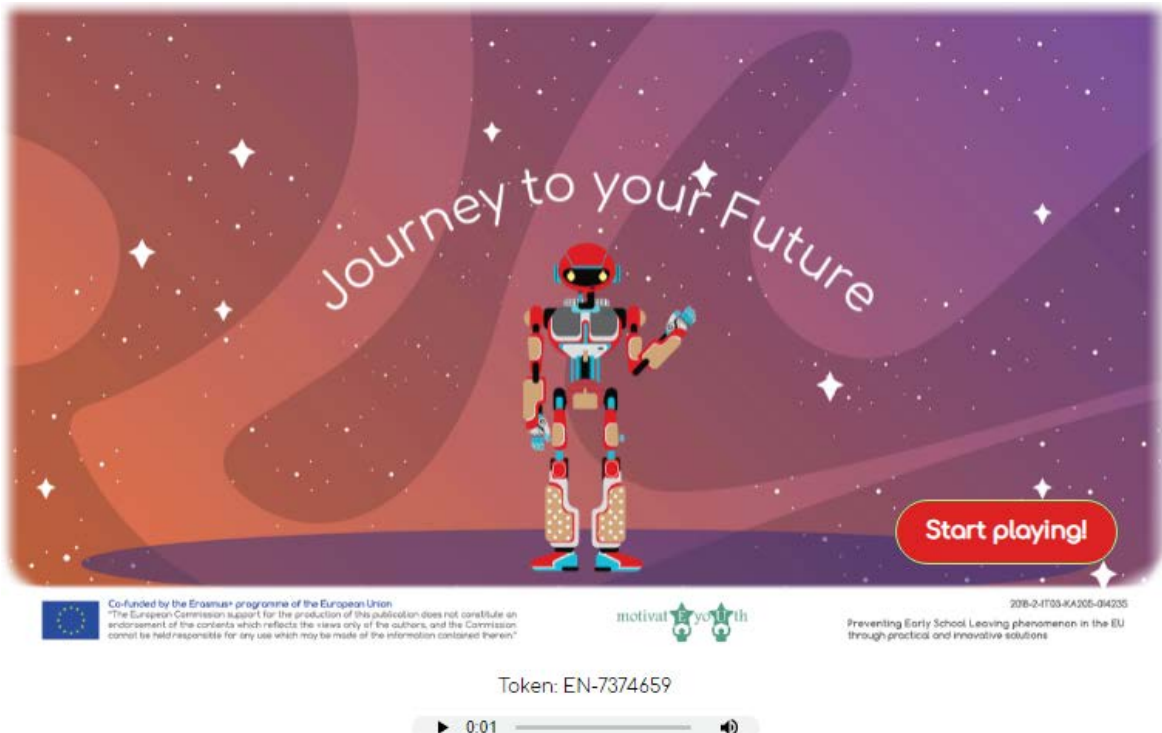 Journey to your Future
Start playing!
Co-funded by the Erasmus+ programme of the European Union
"The European Commission support for the production of this publication does not constitute an
endorsement of the contents which reflects the views only of the authors, and the Commission
cannot be held responsible for any use which may be made of the information contained therein."
motivatEyoUth
2018-2-IT03-KA205-014235
Preventing Early School Leaving phenomenon in the EU
through practical and innovative solutions
Token: EN-7374659
0:01